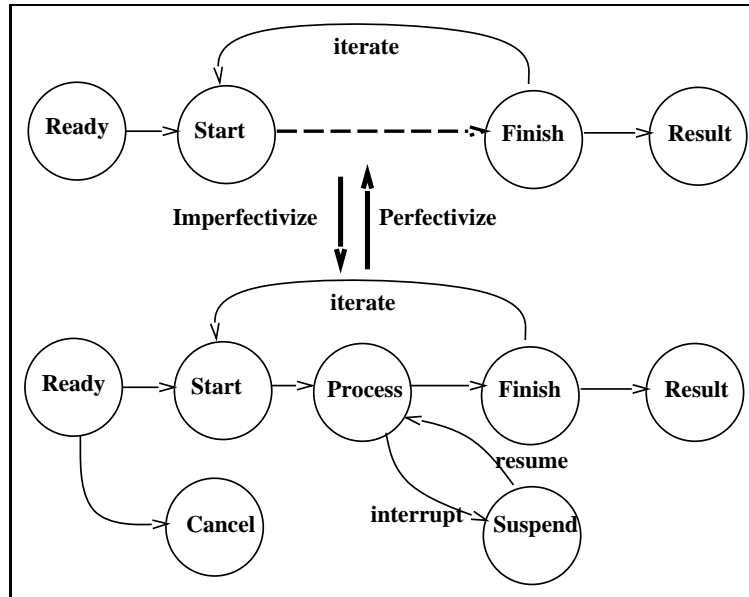 iterate
Ready
Start
Finish
Result
Imperfectivize
Perfectivize
iterate
Ready
Start
Process
Finish
Result
resume
interrupt
Cancel
Suspend